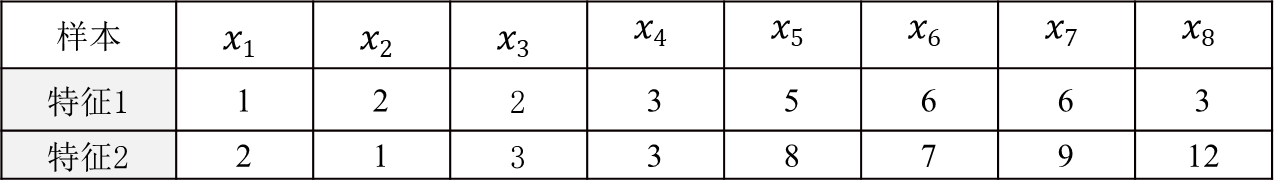 样本 x₁ x₂ x₃ x₄ x₅ x₆ x₇ x₈
特征1 1 2 2 3 5 6 6 3
特征2 2 1 3 3 8 7 9 12